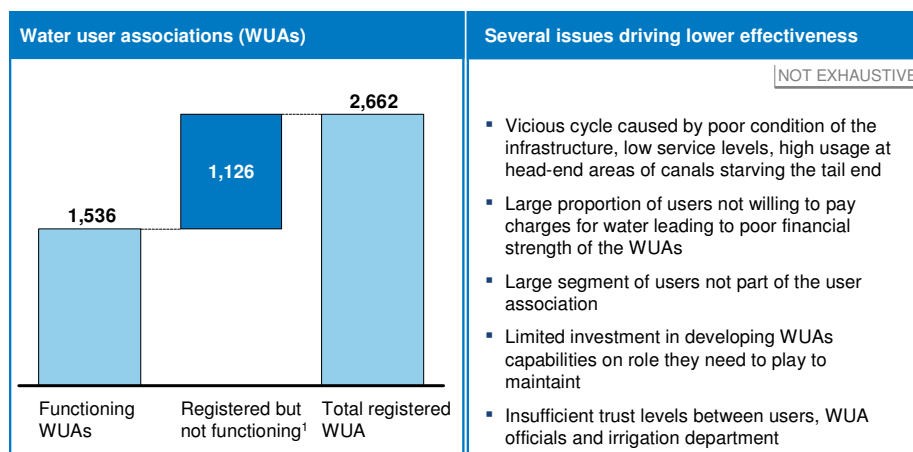 Water user associations (WUAs)
2,662
1,126
1,536
Functioning
WUAs
Registered but
not functioning1
Total registered
WUA
Several issues driving lower effectiveness
NOT EXHAUSTIVE
▪ Vicious cycle caused by poor condition of the
infrastructure, low service levels, high usage at
head-end areas of canals starving the tail end
▪ Large proportion of users not willing to pay
charges for water leading to poor financial
strength of the WUAs
▪ Large segment of users not part of the user
association
▪ Limited investment in developing WUAs
capabilities on role they need to play to
maintaint
▪ Insufficient trust levels between users, WUA
officials and irrigation department